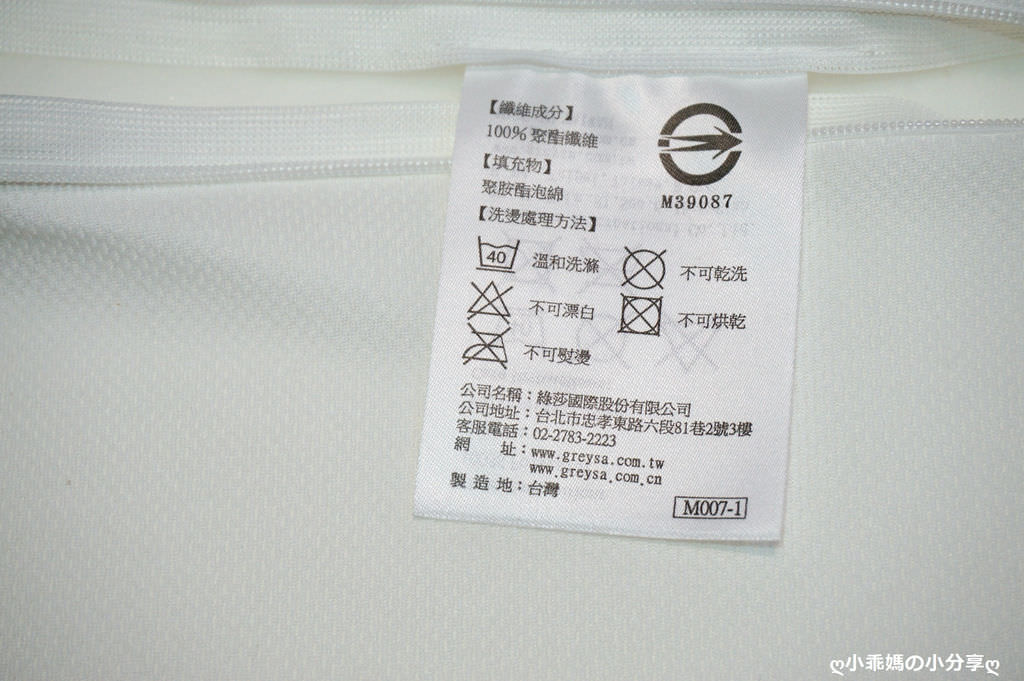 【纖維成分】
100% 聚酯纖維
【填充物】
聚胺酯泡綿
M39087
【洗燙處理方法】
40 溫和洗滌 不可乾洗
不可漂白 不可烘乾
不可熨燙
公司名稱：綠莎國際股份有限公司
公司地址：台北市忠孝東路六段81巷2號3樓
客服電話：02-2783-2223
網 址：www.greysa.com.tw
www.greysa.com.cn
製 造 地：台灣
M007-1
ღ小乖媽の小分享ღ